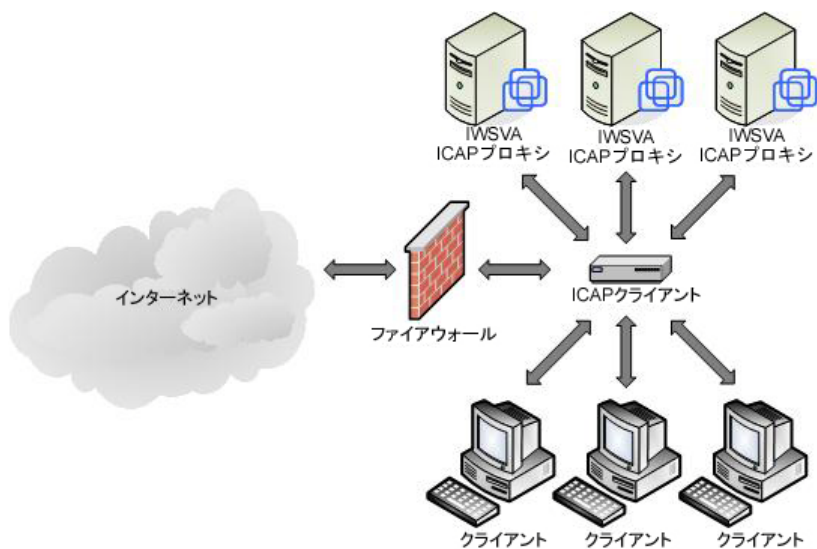 IWSVA
ICAPプロキシ
IWSVA
ICAPプロキシ
IWSVA
ICAPプロキシ
インターネット
ファイアウォール
ICAPクライアント
クライアント
クライアント
クライアント